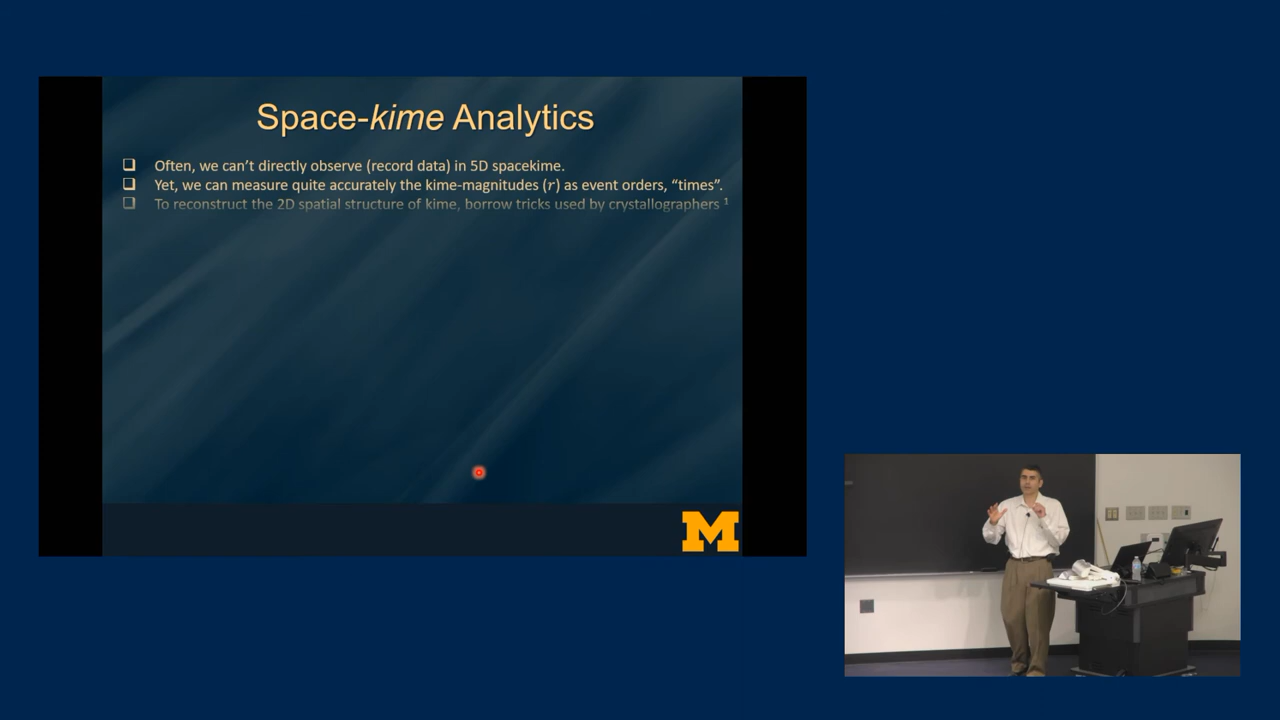 Space-kime Analytics
❑ Often, we can't directly observe (record data) in 5D spacekime.
❑ Yet, we can measure quite accurately the kime-magnitudes (r) as event orders, “times”.
❑ To reconstruct the 2D spatial structure of kime, borrow tricks used by crystallographers ¹
M